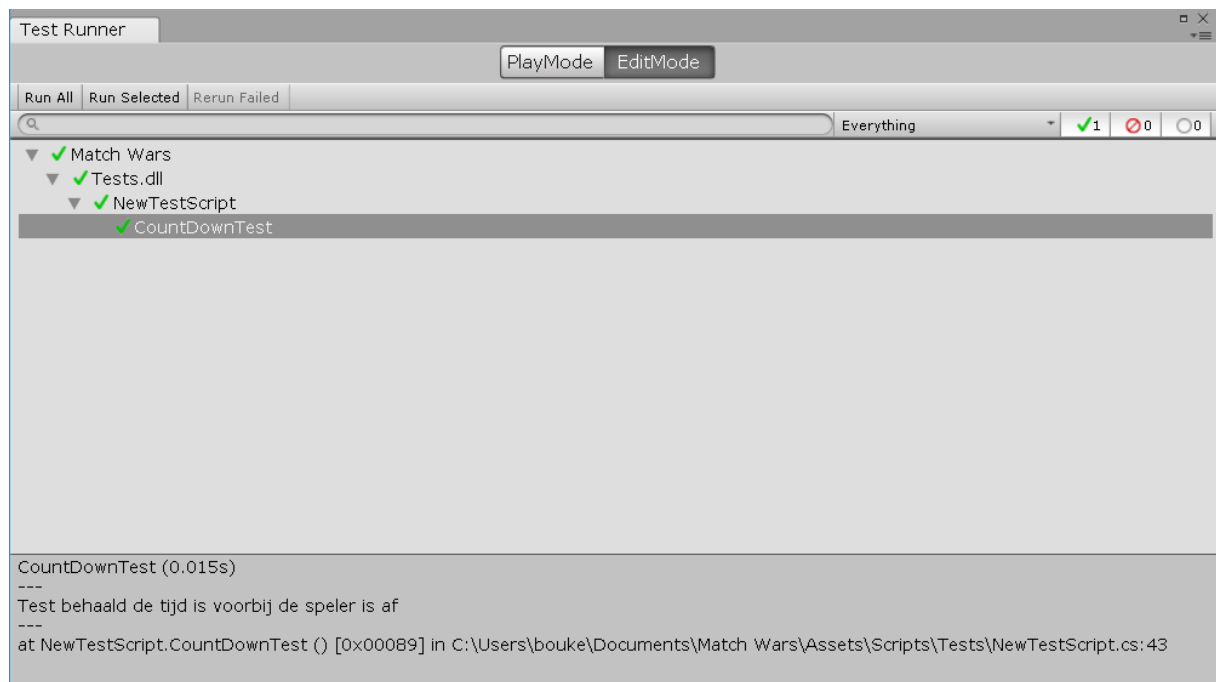 Test Runner
PlayMode EditMode
Run All Run Selected Rerun Failed
Everything 1 0 0
Match Wars
Tests.dll
NewTestScript
CountDownTest
CountDownTest (0.015s)
---
Test behaald de tijd is voorbij de speler is af
---
at NewTestScript.CountDownTest () [0x00089] in C:\Users\bouke\Documents\Match Wars\Assets\Scripts\Tests\NewTestScript.cs:43